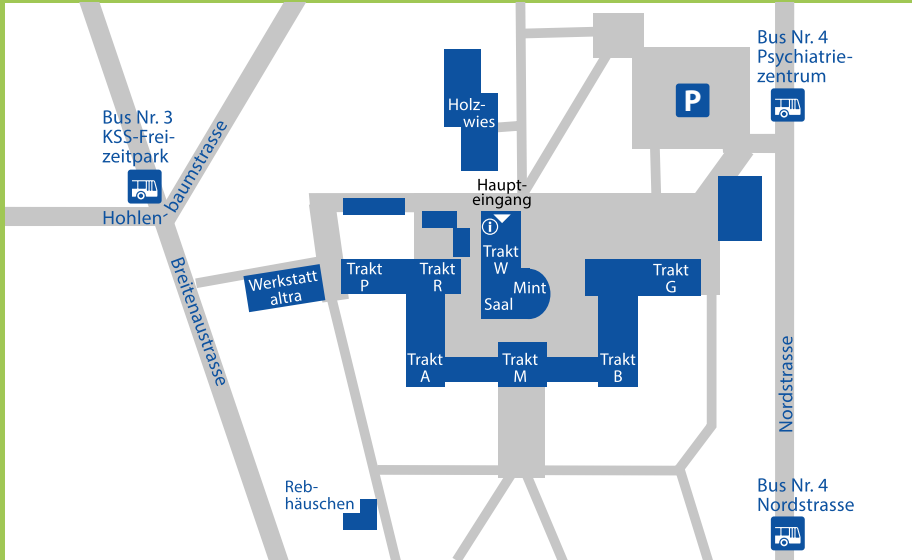 Bus Nr. 4
Psychiatrie-
zentrum
P
Holz-
wies
Bus Nr. 3
KSS-Frei-
zeitpark
Hohlen-
baumstrasse
Haupt-
eingang
i
Trakt
W
Mint
Saal
Trakt
P
Trakt
R
Trakt
G
Werkstatt
altra
Breitenaustrasse
Trakt
A
Trakt
M
Trakt
B
Nordstrasse
Reb-
häuschen
Bus Nr. 4
Nordstrasse